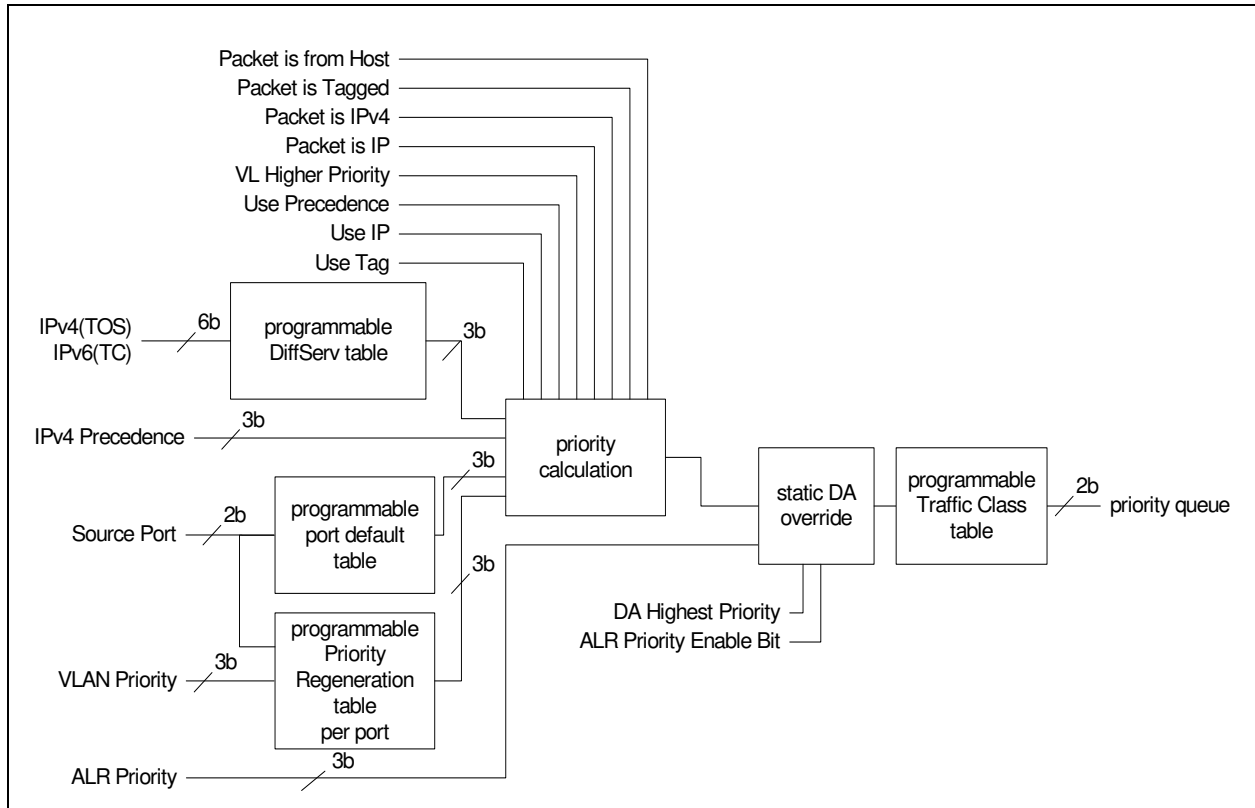 Packet is from Host
Packet is Tagged
Packet is IPv4
Packet is IP
VL Higher Priority
Use Precedence
Use IP
Use Tag
IPv4(TOS)
IPv6(TC)
6b
programmable
DiffServ table
3b
IPv4 Precedence
3b
priority
calculation
3b
Source Port
2b
programmable
port default
table
3b
static DA
override
programmable
Traffic Class
table
2b
priority queue
DA Highest Priority
ALR Priority Enable Bit
VLAN Priority
3b
programmable
Priority
Regeneration
table
per port
ALR Priority
3b